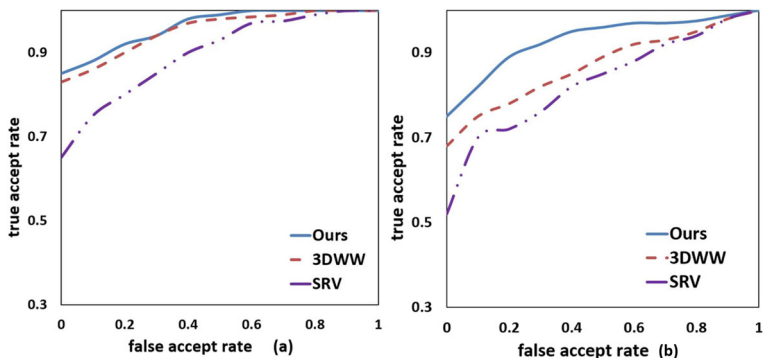 0.9
0.7
0.5
0.3
true accept rate
Ours
3DWW
SRV
0 0.2 0.4 0.6 0.8 1
false accept rate (a)
0.9
0.7
0.5
0.3
true accept rate
Ours
3DWW
SRV
0 0.2 0.4 0.6 0.8 1
false accept rate (b)